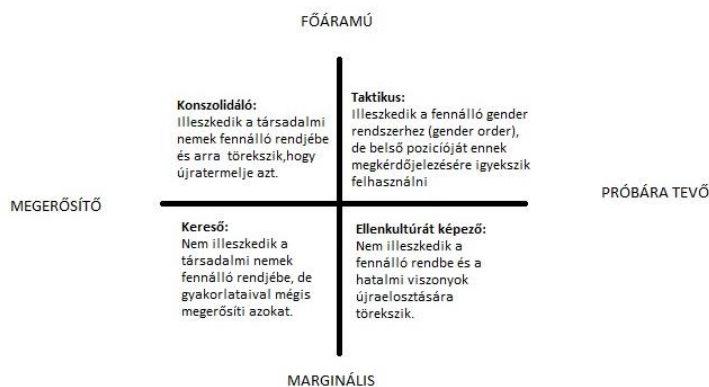 FŐÁRAMÚ
Konszolidáló:
Illeszkedik a társadalmi
nemek fennálló rendjébe
és arra törekszik,hogy
újratermelje azt.
Taktikus:
Illeszkedik a fennálló gender
rendszerhez (gender order),
de belső pozicíóját ennek
megkérdőjelezésére igyekszik
felhasználni
MEGERŐSÍTŐ
PRÓBÁRA TEVŐ
Kereső:
Nem illeszkedik a
társadalmi nemek
fennálló rendjébe, de
gyakorlataival mégis
megerősíti azokat.
Ellenkultúrát képező:
Nem illeszkedik a
fennálló rendbe és a
hatalmi viszonyok
újraelosztására
törekszik.
MARGINÁLIS